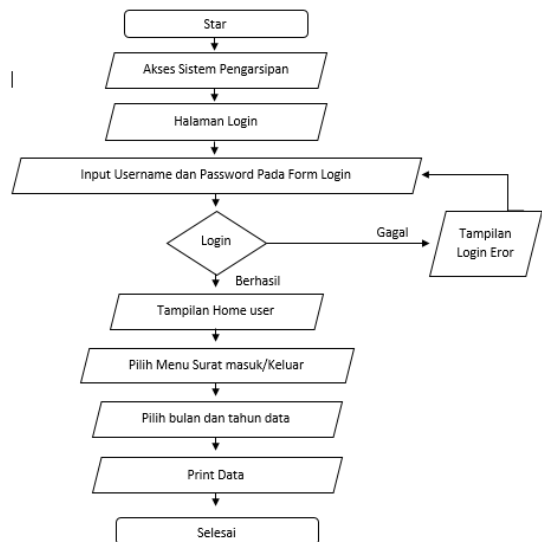 Star
Akses Sistem Pengarsipan
Halaman Login
Input Username dan Password Pada Form Login
Login
Gagal
Tampilan
Login Eror
Berhasil
Tampilan Home user
Pilih Menu Surat masuk/Keluar
Pilih bulan dan tahun data
Print Data
Selesai